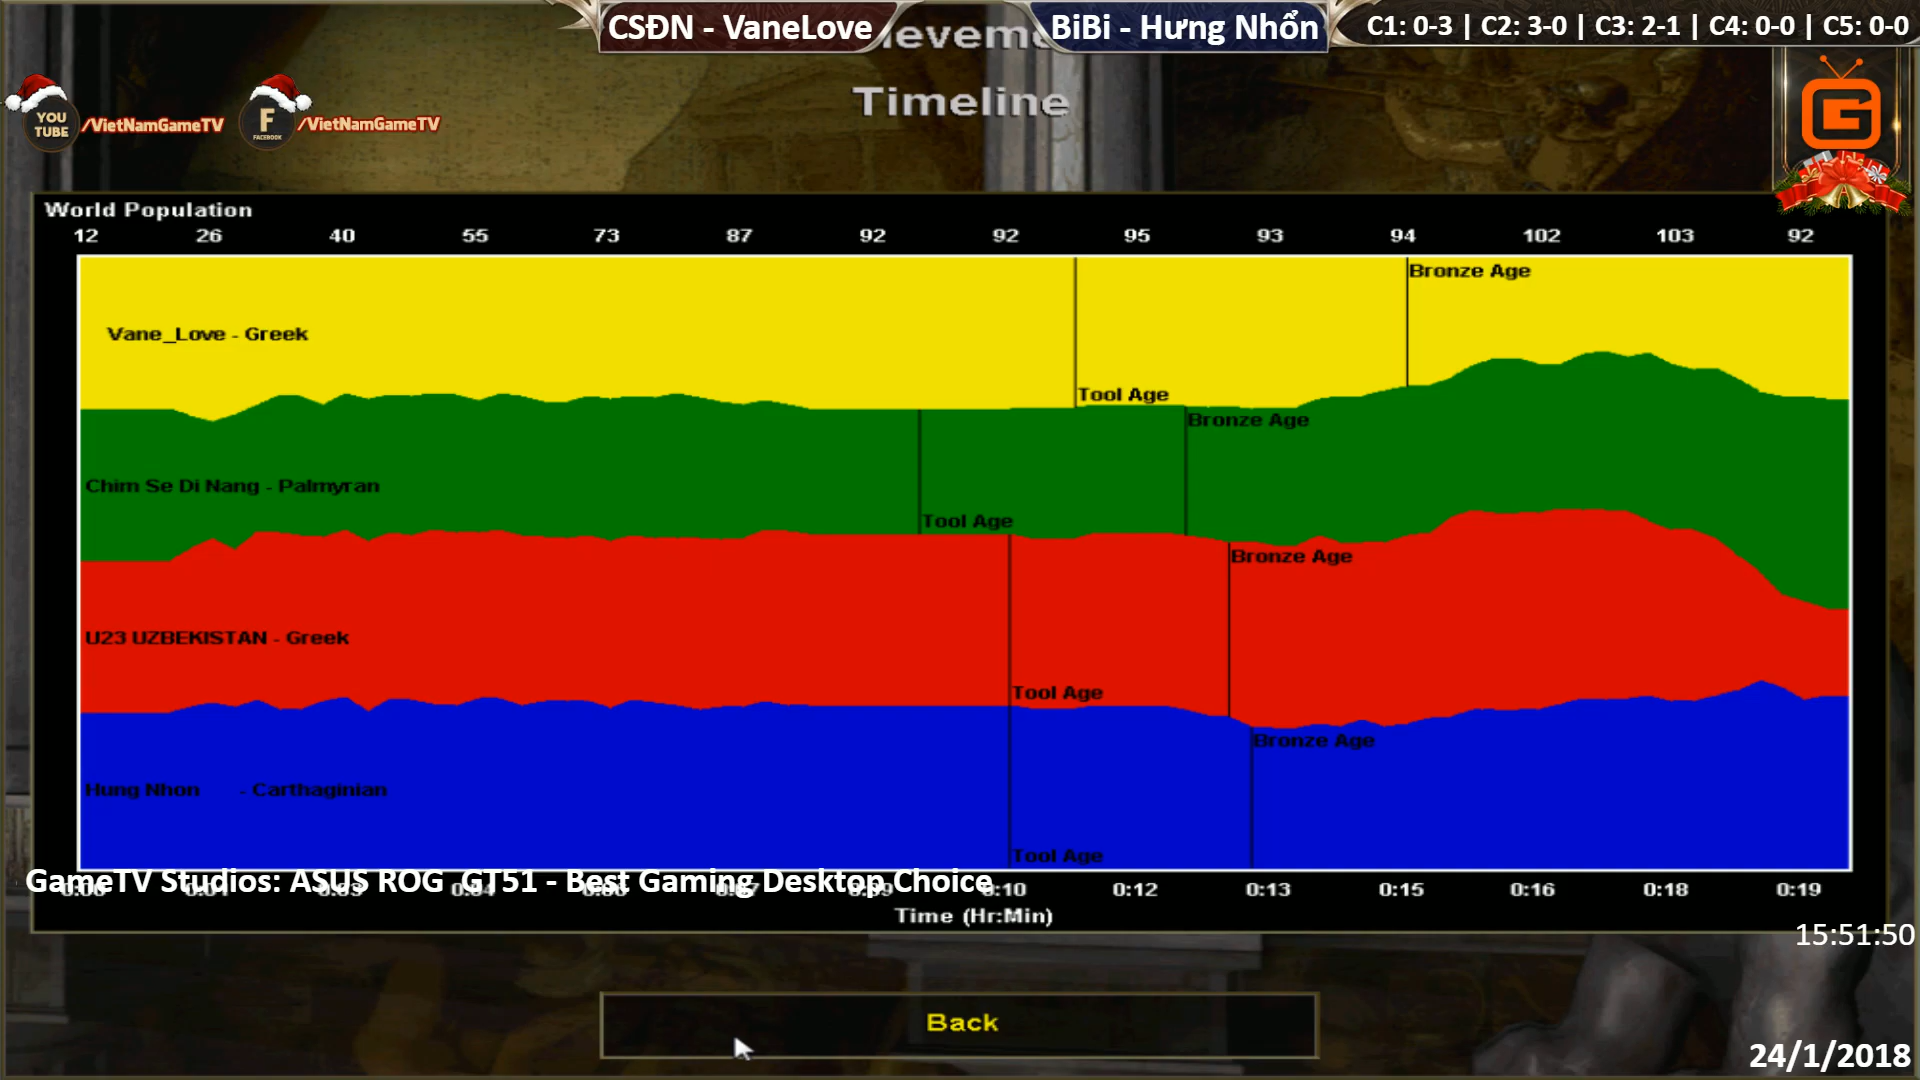 CSĐN - VaneLove
BiBi - Hưng Nhổn
C1: 0-3 | C2: 3-0 | C3: 2-1 | C4: 0-0 | C5: 0-0
Timeline
YOU TUBE /VietNamGameTV
F FACEBOOK /VietNamGameTV
G
World Population
12 26 40 55 73 87 92 92 95 93 94 102 103 92
Bronze Age
Vane_Love - Greek
Tool Age
Bronze Age
Chim Se Di Nang - Palmyran
Tool Age
Bronze Age
U23 UZBEKISTAN - Greek
Tool Age
Bronze Age
Hung Nhon - Carthaginian
Tool Age
GameTV Studios: ASUS ROG GT51 - Best Gaming Desktop Choice
0:10 0:12 0:13 0:15 0:16 0:18 0:19
Time (Hr:Min)
15:51:50
Back
24/1/2018